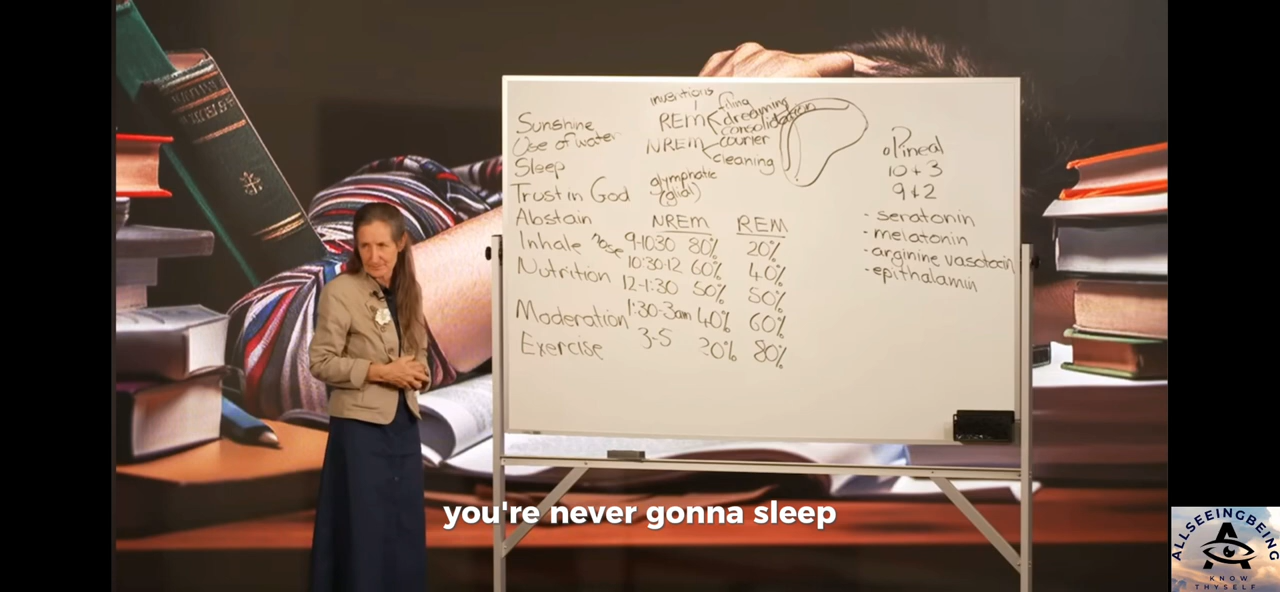 inventions
REM filing
dreaming
consolidation
NREM courier
cleaning
glymphatic
(glial)
Sunshine
Use of water
Sleep
Trust in God
Abstain
Inhale nose
Nutrition
Moderation
Exercise
NREM REM
9-10:30 80% 20%
10:30-12 60% 40%
12-1:30 50% 50%
1:30-3am 40% 60%
3-5 20% 80%
Pineal
10+3
9+2
- seratonin
- melatonin
- arginine vasotocin
- epithalamin
you're never gonna sleep
ALLSEEINGBEING
KNOW
THYSELF